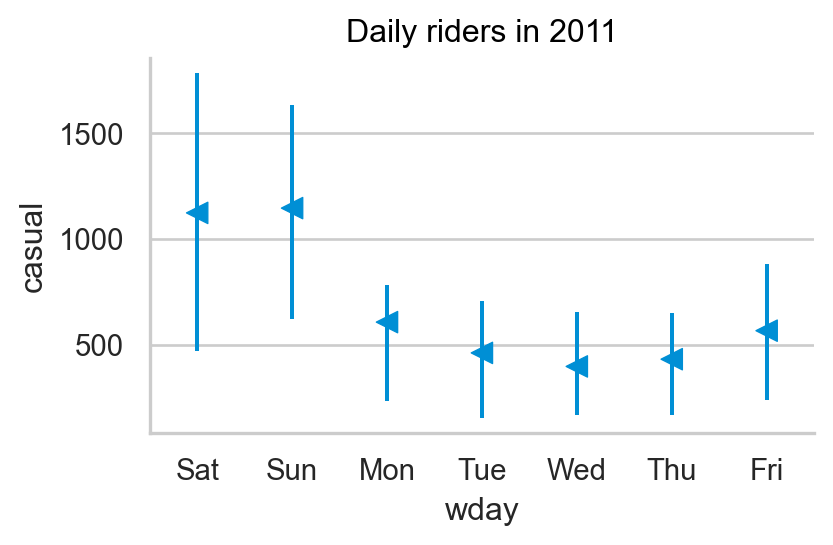 Daily riders in 2011
1500
1000
500
casual
Sat Sun Mon Tue Wed Thu Fri
wday